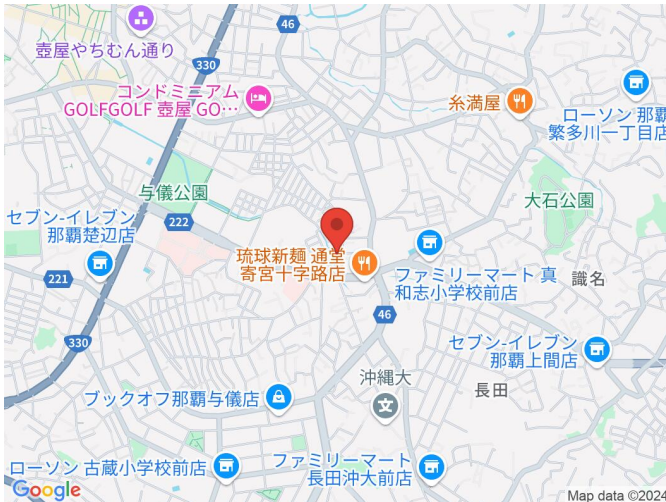 46
壺屋やちむん通り
330
コンドミニアム
GOLFGOLF 壺屋 GO…
糸満屋
ローソン 那覇
繁多川一丁目店
与儀公園
大石公園
セブン-イレブン
那覇楚辺店
222
琉球新麺 通堂
寄宮十字路店
ファミリーマート 真
和志小学校前店
識名
221
46
330
セブン-イレブン
那覇上間店
沖縄大
長田
ブックオフ那覇与儀店
ローソン 古蔵小学校前店
ファミリーマート
長田沖大前店
Google
Map data ©2024